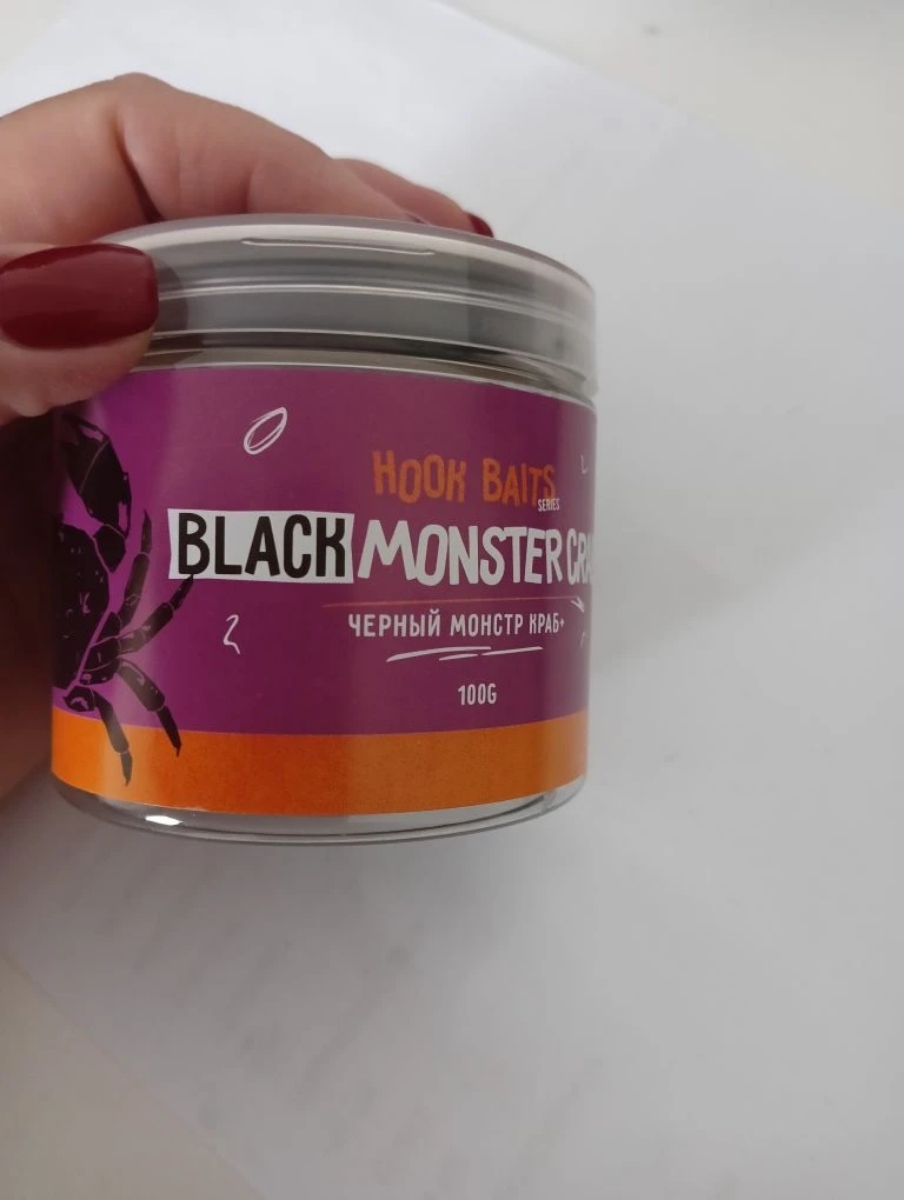 HOOK BAITS
SERIES
BLACK MONSTER
ЧЕРНЫЙ МОНСТР КРАБ+
100G